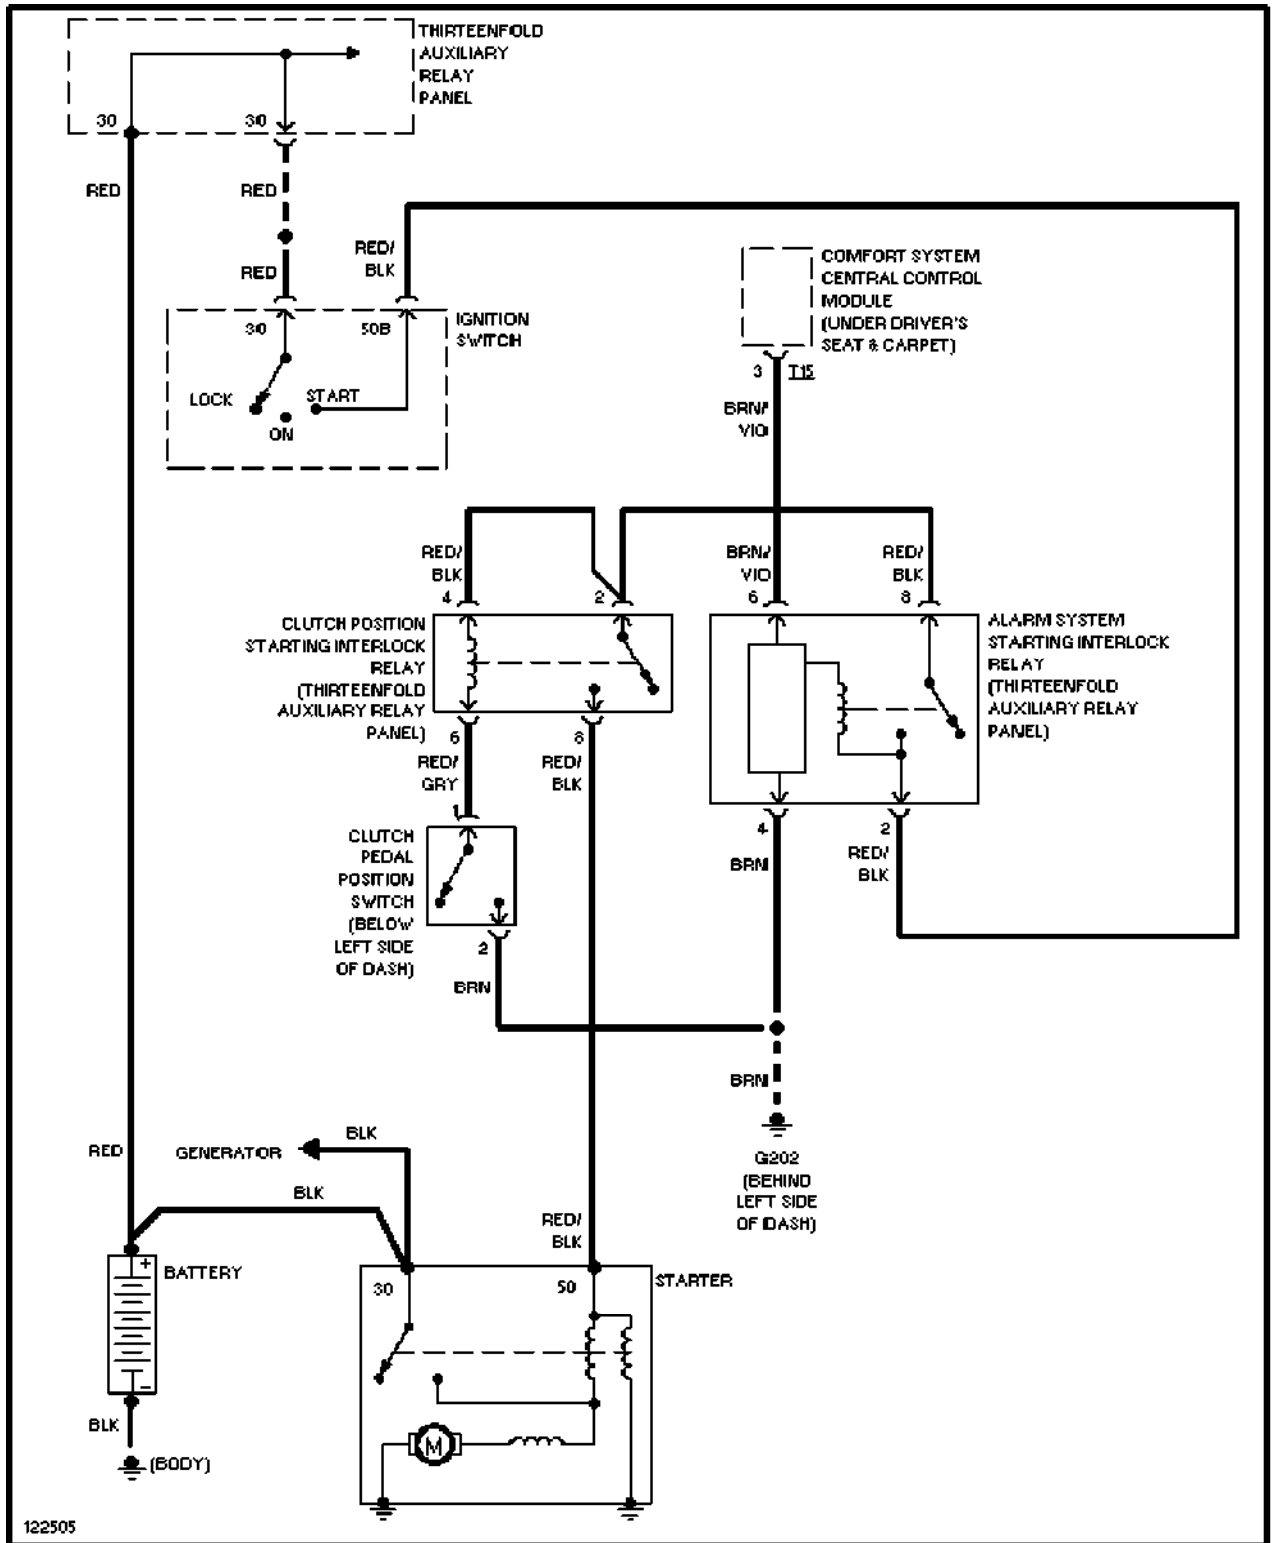 THIRTEENFOLD
AUXILIARY
RELAY
PANEL
30
30
RED
RED
RED/
BLK
RED
COMFORT SYSTEM
CENTRAL CONTROL
MODULE
(UNDER DRIVER'S
SEAT & CARPET)
30
50B
IGNITION
SWITCH
3
T15
LOCK
START
ON
BRN/
VIO
RED/
BLK
BRN/
VIO
RED/
BLK
4
2
6
8
CLUTCH POSITION
STARTING INTERLOCK
RELAY
(THIRTEENFOLD
AUXILIARY RELAY
PANEL)
ALARM SYSTEM
STARTING INTERLOCK
RELAY
(THIRTEENFOLD
AUXILIARY RELAY
PANEL)
6
8
RED/
GRY
RED/
BLK
1
4
2
CLUTCH
PEDAL
POSITION
SWITCH
(BELOW
LEFT SIDE
OF DASH)
BRN
RED/
BLK
2
BRN
BRN
G202
(BEHIND
LEFT SIDE
OF DASH)
RED
GENERATOR
BLK
BLK
RED/
BLK
+
BATTERY
30
50
STARTER
-
BLK
M
(BODY)
122505